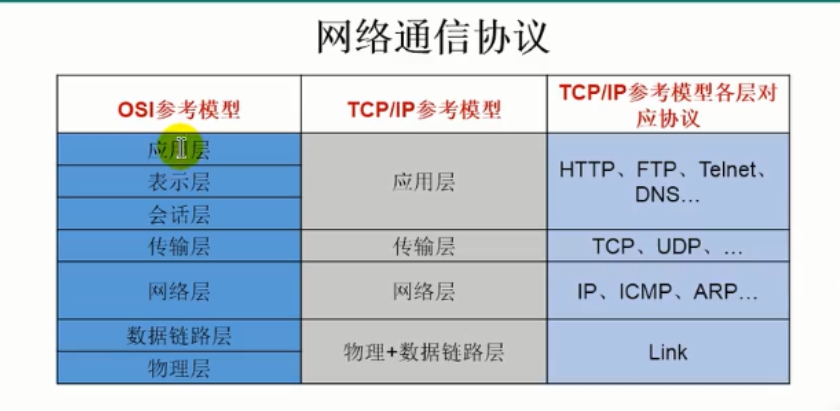 网络通信协议
OSI参考模型
TCP/IP参考模型
TCP/IP参考模型各层对
应协议
应用层
表示层
会话层
应用层
HTTP、FTP、Telnet、
DNS...
传输层
传输层
TCP、UDP、...
网络层
网络层
IP、ICMP、ARP...
数据链路层
物理层
物理+数据链路层
Link